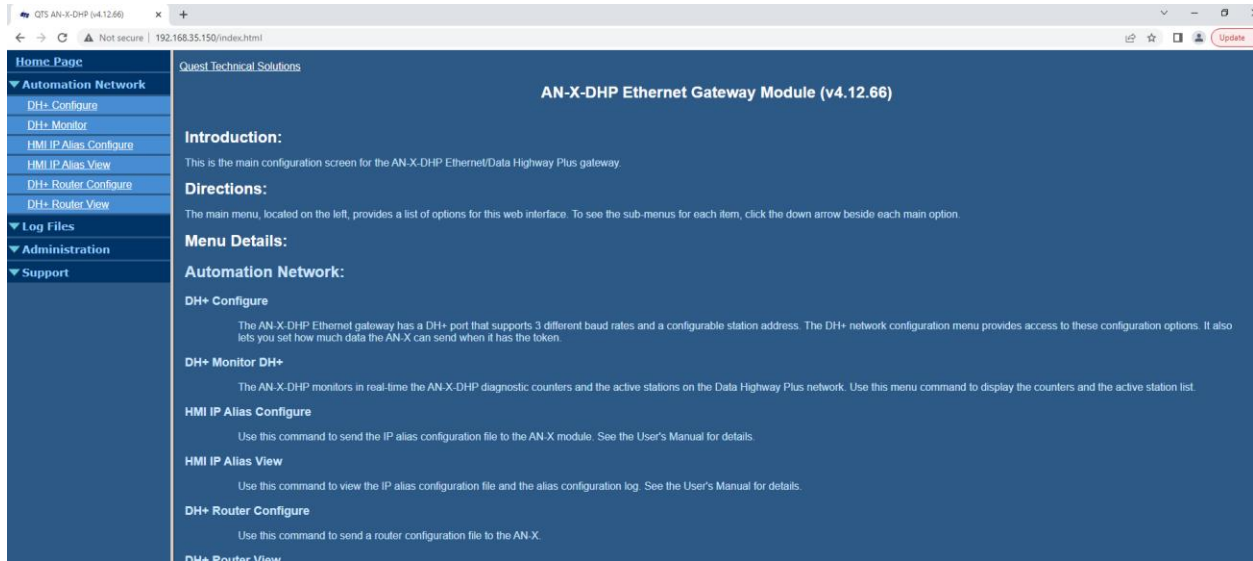 QTS AN-X-DHP (v4.12.66)
Not secure | 192.168.35.150/index.html
Update
Home Page
Automation Network
DH+ Configure
DH+ Monitor
HMI IP Alias Configure
HMI IP Alias View
DH+ Router Configure
DH+ Router View
Log Files
Administration
Support
Quest Technical Solutions
AN-X-DHP Ethernet Gateway Module (v4.12.66)
Introduction:
This is the main configuration screen for the AN-X-DHP Ethernet/Data Highway Plus gateway.
Directions:
The main menu, located on the left, provides a list of options for this web interface. To see the sub-menus for each item, click the down arrow beside each main option.
Menu Details:
Automation Network:
DH+ Configure
The AN-X-DHP Ethernet gateway has a DH+ port that supports 3 different baud rates and a configurable station address. The DH+ network configuration menu provides access to these configuration options. It also
lets you set how much data the AN-X can send when it has the token.
DH+ Monitor DH+
The AN-X-DHP monitors in real-time the AN-X-DHP diagnostic counters and the active stations on the Data Highway Plus network. Use this menu command to display the counters and the active station list.
HMI IP Alias Configure
Use this command to send the IP alias configuration file to the AN-X module. See the User's Manual for details.
HMI IP Alias View
Use this command to view the IP alias configuration file and the alias configuration log. See the User's Manual for details.
DH+ Router Configure
Use this command to send a router configuration file to the AN-X.
DH+ Router View